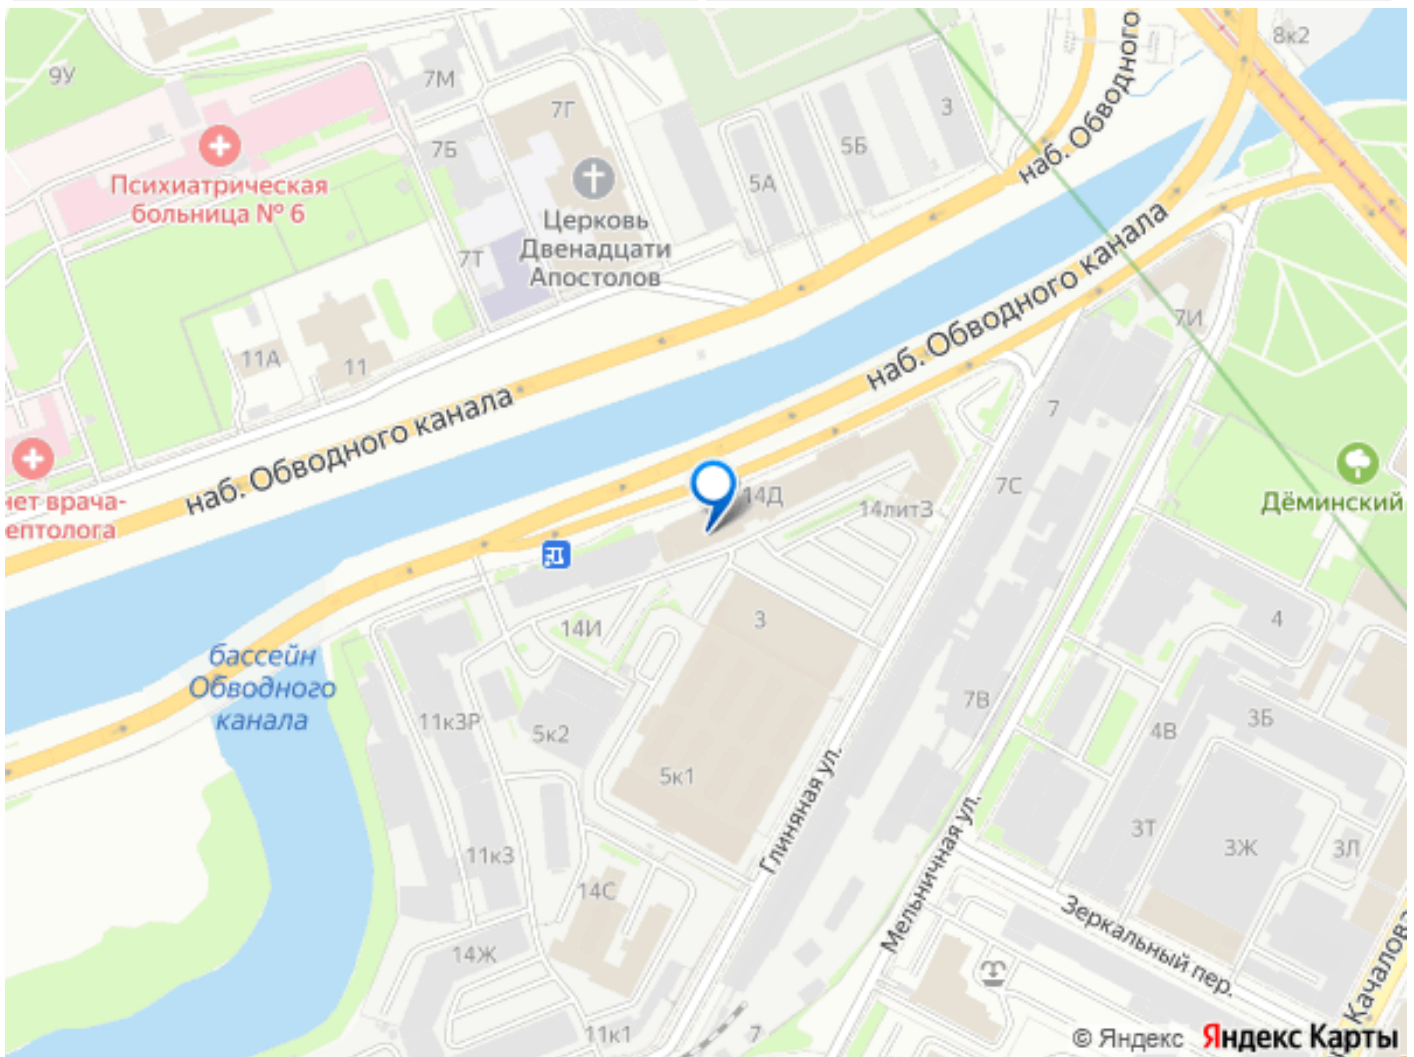 9У
7М
8к2
7Г
3
наб. Обводного
7Б
5Б
Психиатрическая
больница № 6
5А
Церковь
Двенадцати
Апостолов
7Т
наб. Обводного канала
7И
11А
11
7
наб. Обводного канала
нет врача-
ептолога
14Д
14литЗ
7С
Дёминский
3
14И
4
бассейн
Обводного
канала
11к3Р
5к2
7В
4В
3Б
5к1
Глиняная ул.
Мельничная ул.
3Т
3Ж
3Л
11к3
14С
Зеркальный пер.
Качалова
14Ж
11к1
7
© Яндекс Яндекс Карты